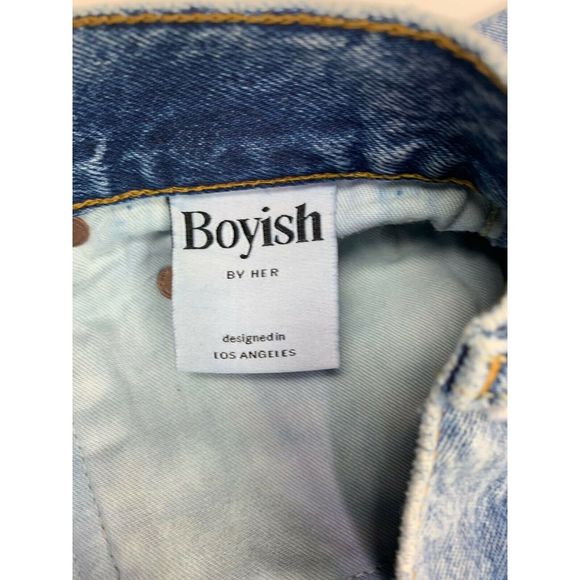 Boyish
BY HER
designed in
LOS ANGELES